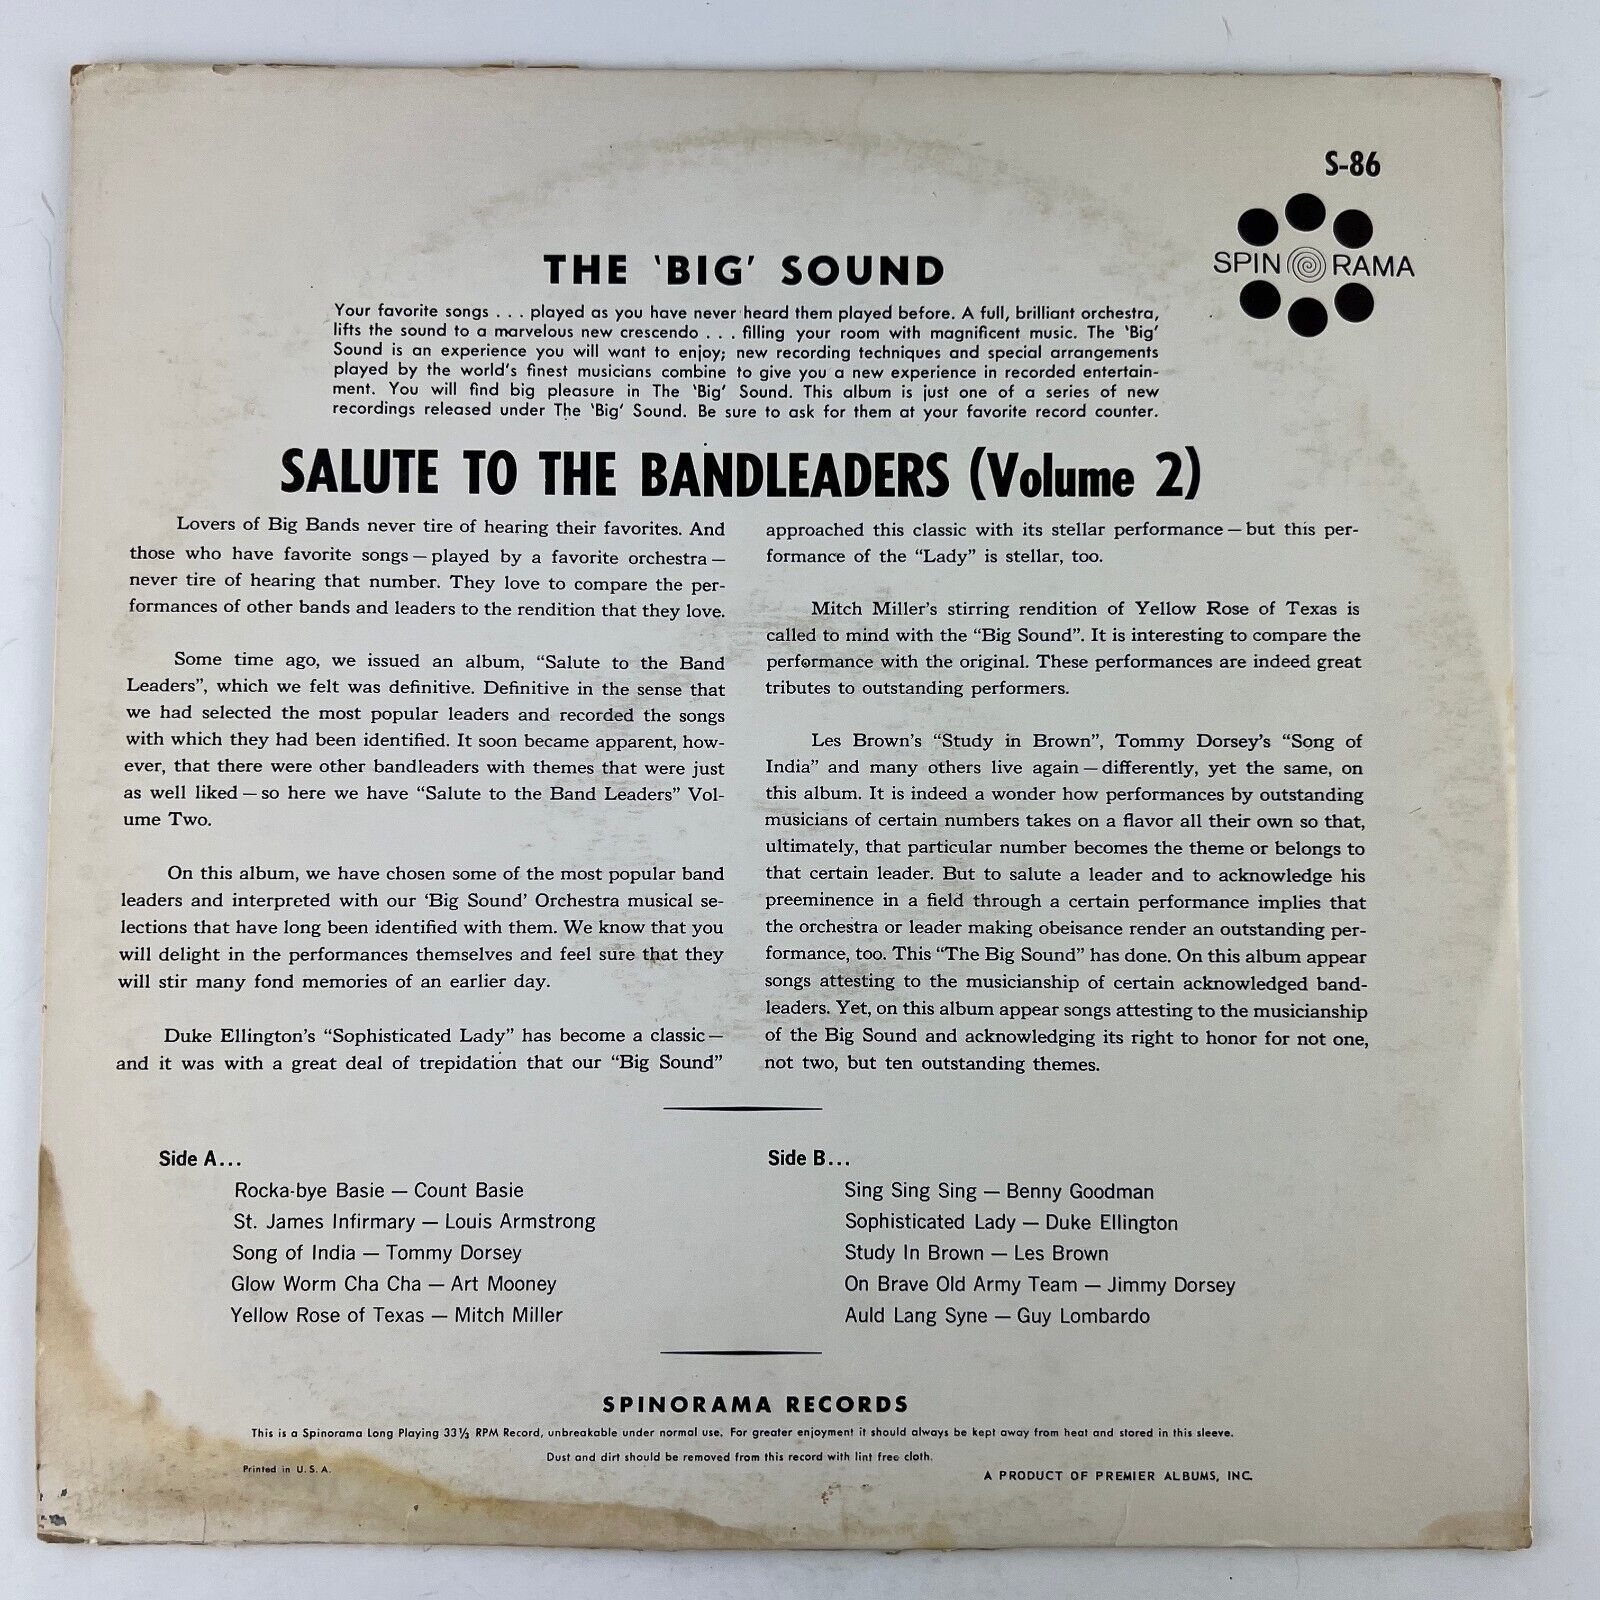 S-86
SPIN RAMA
THE 'BIG' SOUND
Your favorite songs . . . played as you have never heard them played before. A full, brilliant orchestra,
lifts the sound to a marvelous new crescendo . . . filling your room with magnificent music. The 'Big'
Sound is an experience you will want to enjoy; new recording techniques and special arrangements
played by the world's finest musicians combine to give you a new experience in recorded entertain-
ment. You will find big pleasure in The 'Big' Sound. This album is just one of a series of new
recordings released under The 'Big' Sound. Be sure to ask for them at your favorite record counter.
SALUTE TO THE BANDLEADERS (Volume 2)
Lovers of Big Bands never tire of hearing their favorites. And
those who have favorite songs — played by a favorite orchestra —
never tire of hearing that number. They love to compare the per-
formances of other bands and leaders to the rendition that they love.
Some time ago, we issued an album, "Salute to the Band
Leaders", which we felt was definitive. Definitive in the sense that
we had selected the most popular leaders and recorded the songs
with which they had been identified. It soon became apparent, how-
ever, that there were other bandleaders with themes that were just
as well liked — so here we have "Salute to the Band Leaders" Vol-
ume Two.
On this album, we have chosen some of the most popular band
leaders and interpreted with our 'Big Sound' Orchestra musical se-
lections that have long been identified with them. We know that you
will delight in the performances themselves and feel sure that they
will stir many fond memories of an earlier day.
Duke Ellington's "Sophisticated Lady" has become a classic —
and it was with a great deal of trepidation that our "Big Sound"
approached this classic with its stellar performance — but this per-
formance of the "Lady" is stellar, too.
Mitch Miller's stirring rendition of Yellow Rose of Texas is
called to mind with the "Big Sound". It is interesting to compare the
performance with the original. These performances are indeed great
tributes to outstanding performers.
Les Brown's "Study in Brown", Tommy Dorsey's "Song of
India" and many others live again — differently, yet the same, on
this album. It is indeed a wonder how performances by outstanding
musicians of certain numbers takes on a flavor all their own so that,
ultimately, that particular number becomes the theme or belongs to
that certain leader. But to salute a leader and to acknowledge his
preeminence in a field through a certain performance implies that
the orchestra or leader making obeisance render an outstanding per-
formance, too. This "The Big Sound" has done. On this album appear
songs attesting to the musicianship of certain acknowledged band-
leaders. Yet, on this album appear songs attesting to the musicianship
of the Big Sound and acknowledging its right to honor for not one,
not two, but ten outstanding themes.
Side A...
Rocka-bye Basie — Count Basie
St. James Infirmary — Louis Armstrong
Song of India — Tommy Dorsey
Glow Worm Cha Cha — Art Mooney
Yellow Rose of Texas — Mitch Miller
Side B...
Sing Sing Sing — Benny Goodman
Sophisticated Lady — Duke Ellington
Study In Brown — Les Brown
On Brave Old Army Team — Jimmy Dorsey
Auld Lang Syne — Guy Lombardo
SPINORAMA RECORDS
This is a Spinorama Long Playing 33⅓ RPM Record, unbreakable under normal use. For greater enjoyment it should always be kept away from heat and stored in this sleeve.
Dust and dirt should be removed from this record with lint free cloth.
Printed in U. S. A.
A PRODUCT OF PREMIER ALBUMS, INC.